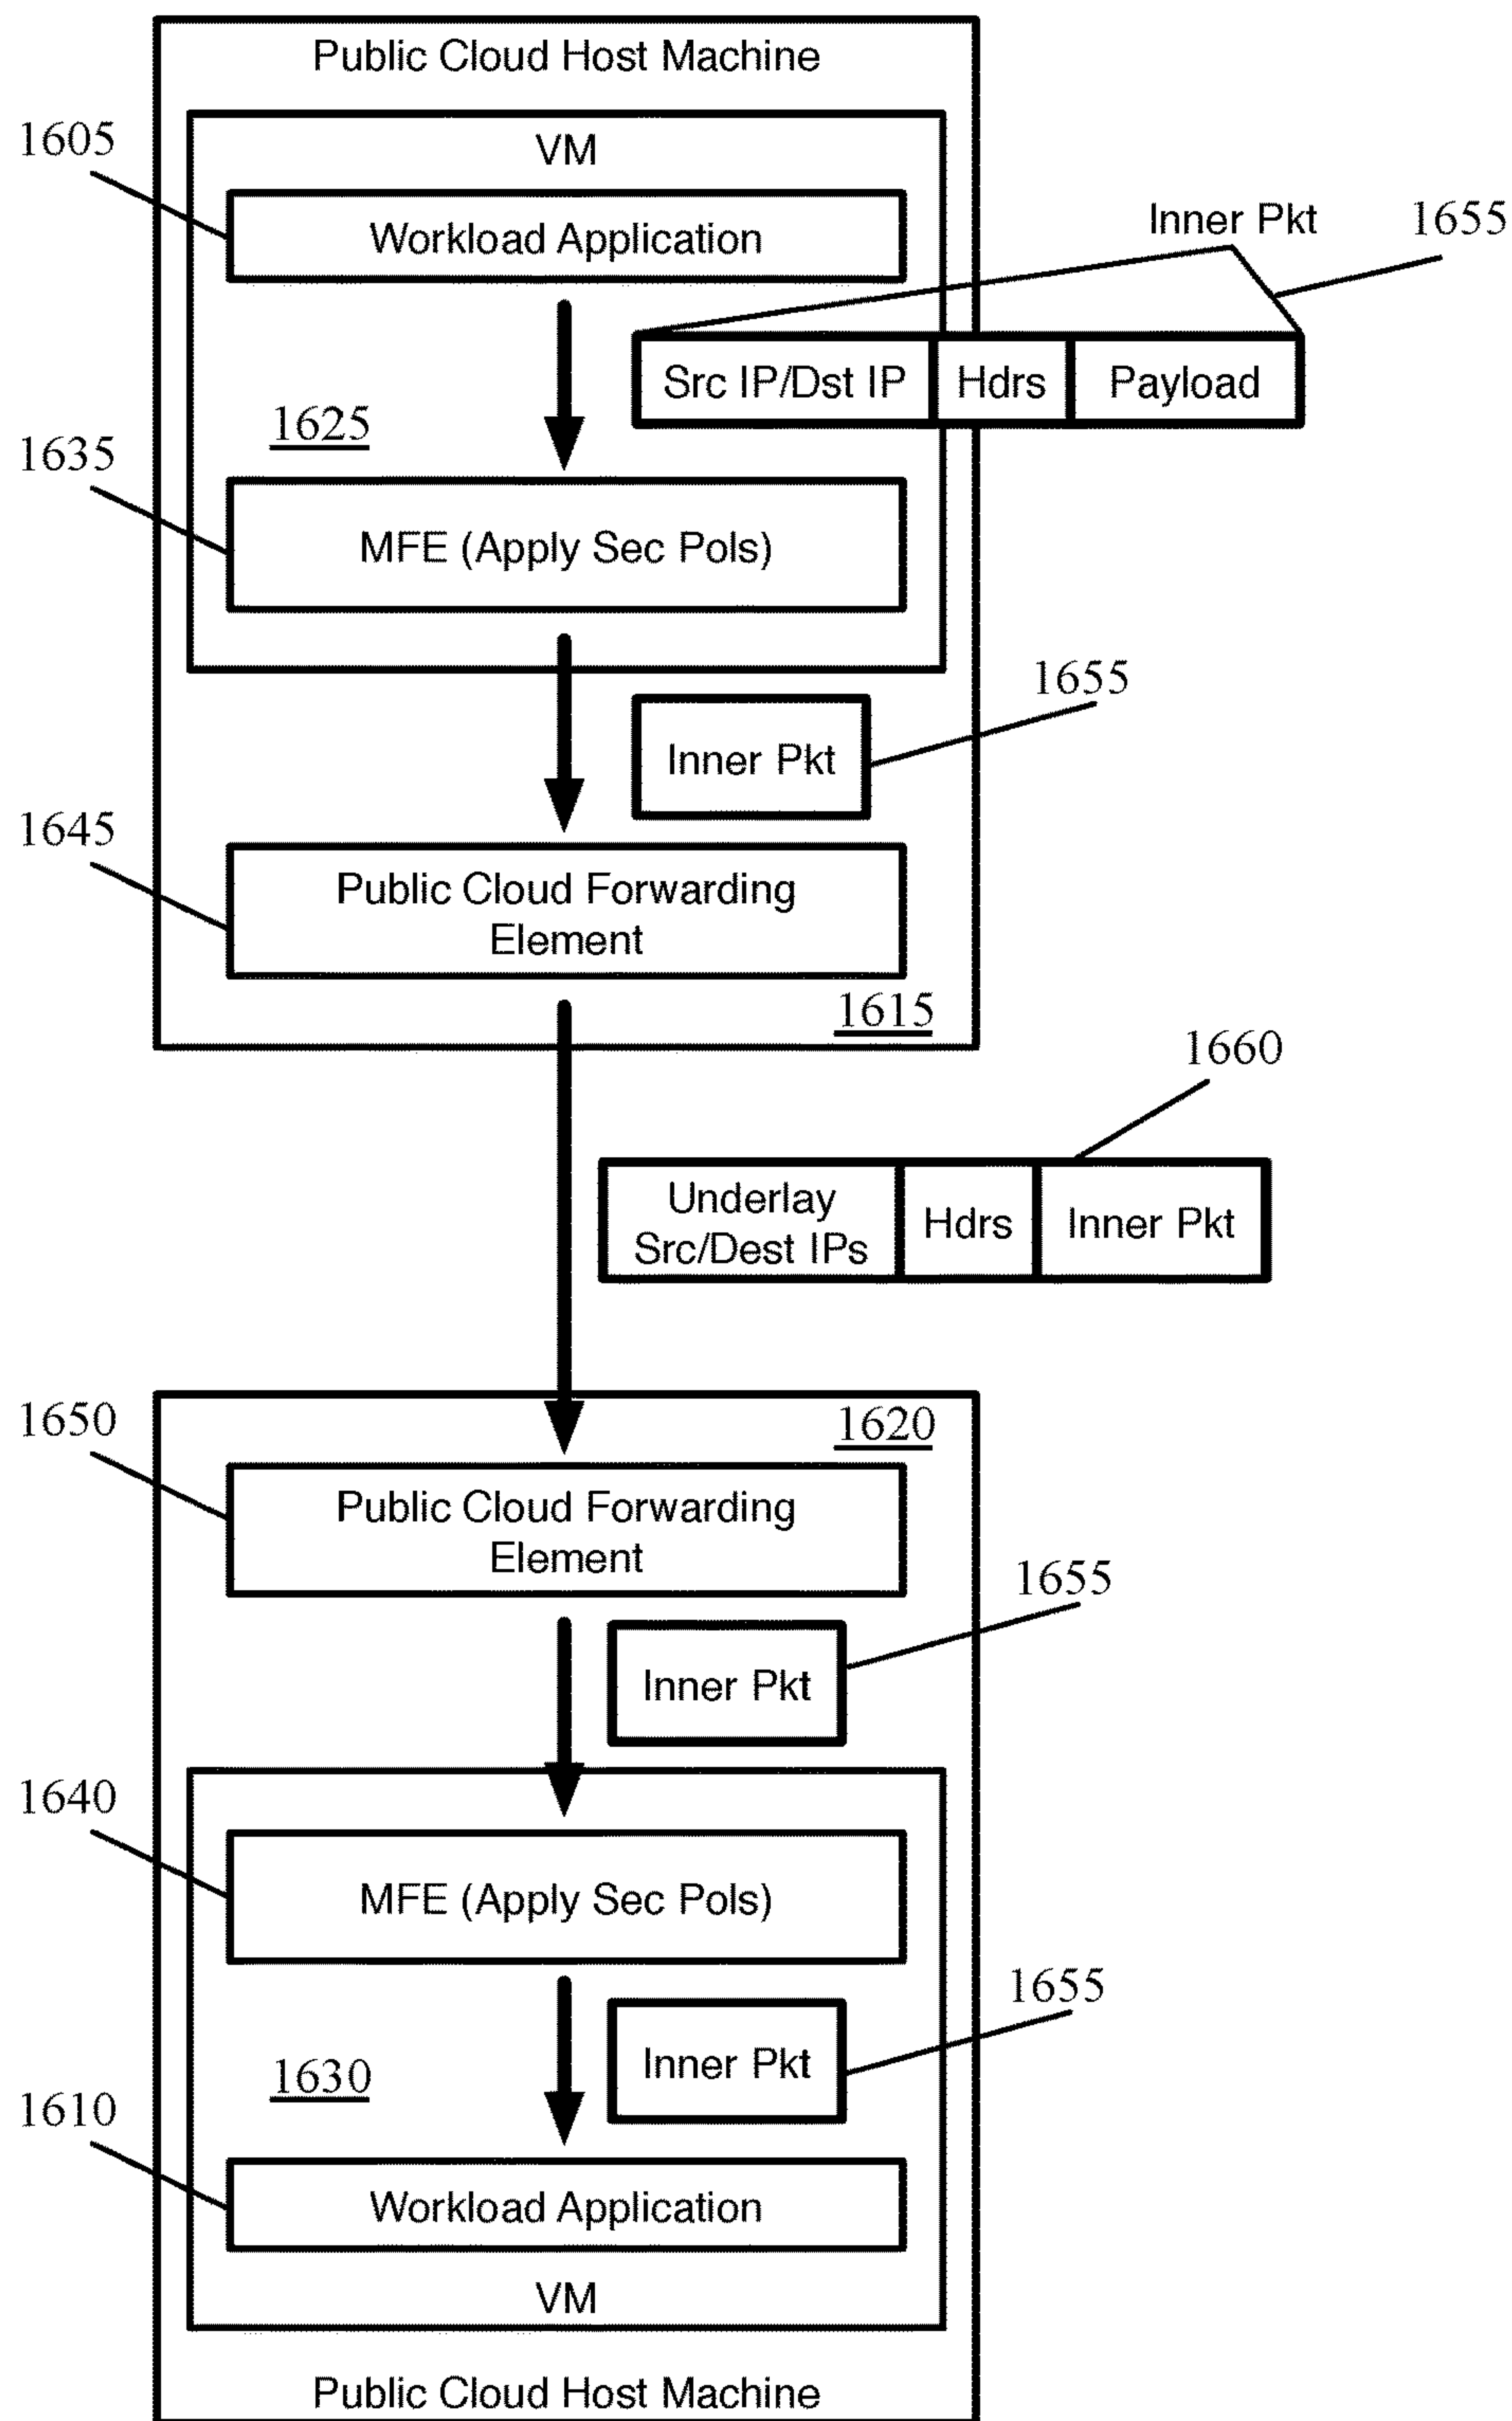 Public Cloud Host Machine
1605
VM
Workload Application
Inner Pkt
1655
Src IP/Dst IP
Hdrs
Payload
1625
1635
MFE (Apply Sec Pols)
1655
Inner Pkt
1645
Public Cloud Forwarding
Element
1615
1660
Underlay
Src/Dest IPs
Hdrs
Inner Pkt
1650
1620
Public Cloud Forwarding
Element
1655
Inner Pkt
1640
MFE (Apply Sec Pols)
1655
Inner Pkt
1630
1610
Workload Application
VM
Public Cloud Host Machine